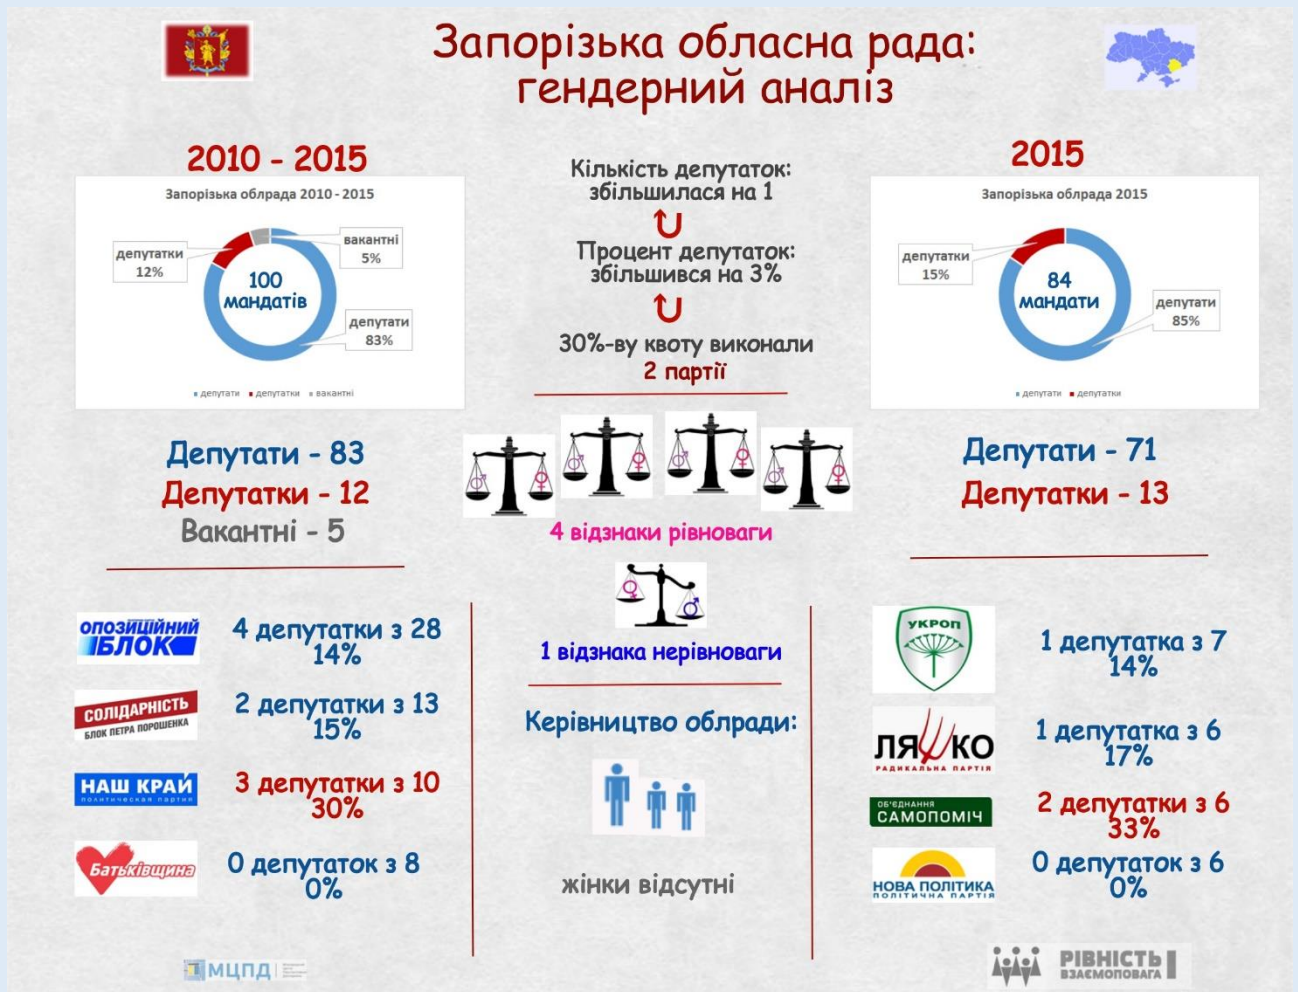 Запорізька обласна рада:
гендерний аналіз
2010 - 2015
Запорізька облрада 2010 - 2015
депутатки
12%
вакантні
5%
100
мандатів
депутати
83%
депутати депутатки вакантні
Депутати - 83
Депутатки - 12
Вакантні - 5
Кількість депутаток:
збільшилася на 1
Процент депутаток:
збільшився на 3%
30%-ву квоту виконали
2 партії
4 відзнаки рівноваги
1 відзнака нерівноваги
Керівництво облради:
жінки відсутні
2015
Запорізька облрада 2015
депутатки
15%
84
мандати
депутати
85%
депутати депутатки
Депутати - 71
Депутатки - 13
ОПОЗИЦІЙНИЙ
БЛОК
4 депутатки з 28
14%
СОЛІДАРНІСТЬ
БЛОК ПЕТРА ПОРОШЕНКА
2 депутатки з 13
15%
НАШ КРАЙ
политическая партия
3 депутатки з 10
30%
Батьківщина
0 депутаток з 8
0%
УКРОП
1 депутатка з 7
14%
ЛЯШКО
РАДИКАЛЬНА ПАРТІЯ
1 депутатка з 6
17%
ОБ'ЄДНАННЯ
САМОПОМІЧ
2 депутатки з 6
33%
НОВА ПОЛІТИКА
ПОЛІТИЧНА ПАРТІЯ
0 депутаток з 6
0%
МЦПД
РІВНІСТЬ
ВЗАЄМОПОВАГА